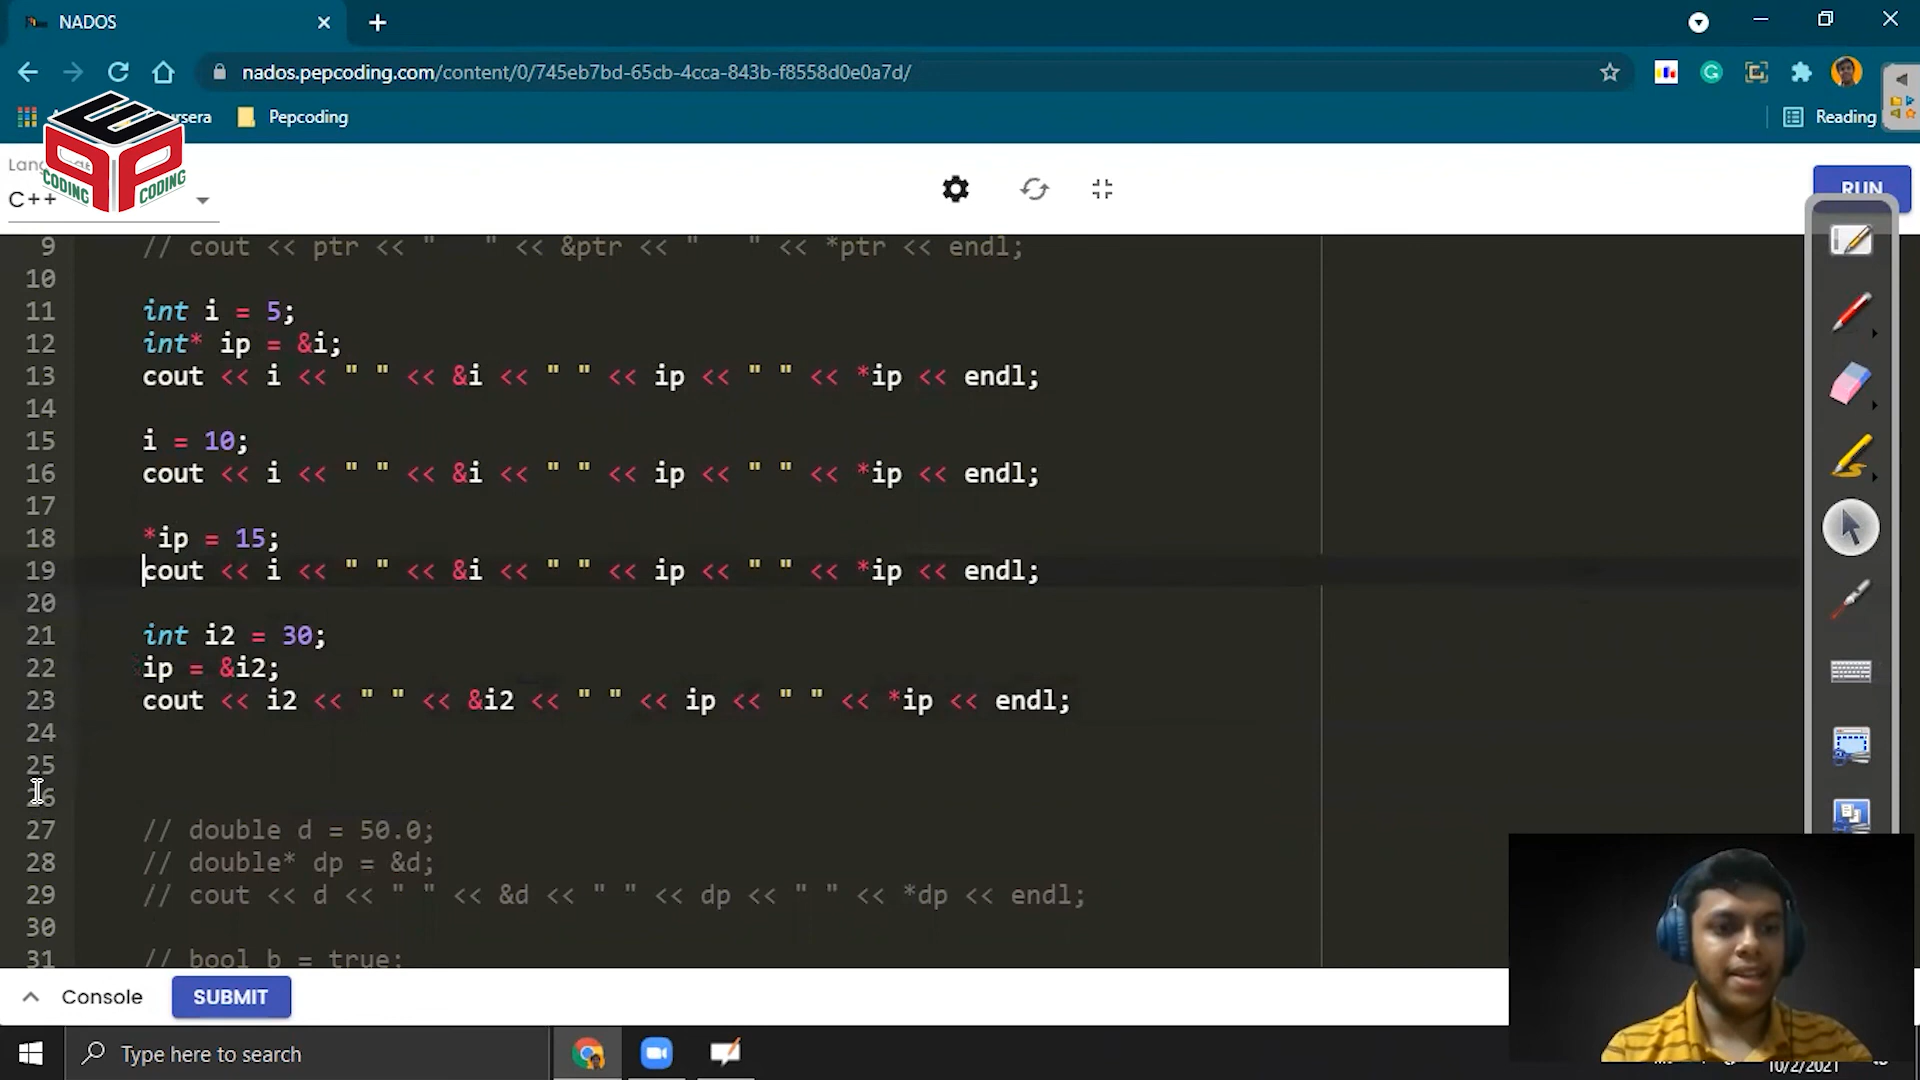 NADOS
nados.pepcoding.com/content/0/745eb7bd-65cb-4cca-843b-f8558d0e0a7d/
Pepcoding
Reading
CODING CODING
C++
RUN
9 // cout << ptr << "   " << &ptr << "   " << *ptr << endl;
10
11 int i = 5;
12 int* ip = &i;
13 cout << i << " " << &i << " " << ip << " " << *ip << endl;
14
15 i = 10;
16 cout << i << " " << &i << " " << ip << " " << *ip << endl;
17
18 *ip = 15;
19 cout << i << " " << &i << " " << ip << " " << *ip << endl;
20
21 int i2 = 30;
22 ip = &i2;
23 cout << i2 << " " << &i2 << " " << ip << " " << *ip << endl;
24
25
26
27 // double d = 50.0;
28 // double* dp = &d;
29 // cout << d << " " << &d << " " << dp << " " << *dp << endl;
30
31 // bool b = true;
Console
SUBMIT
Type here to search
10/2/2021